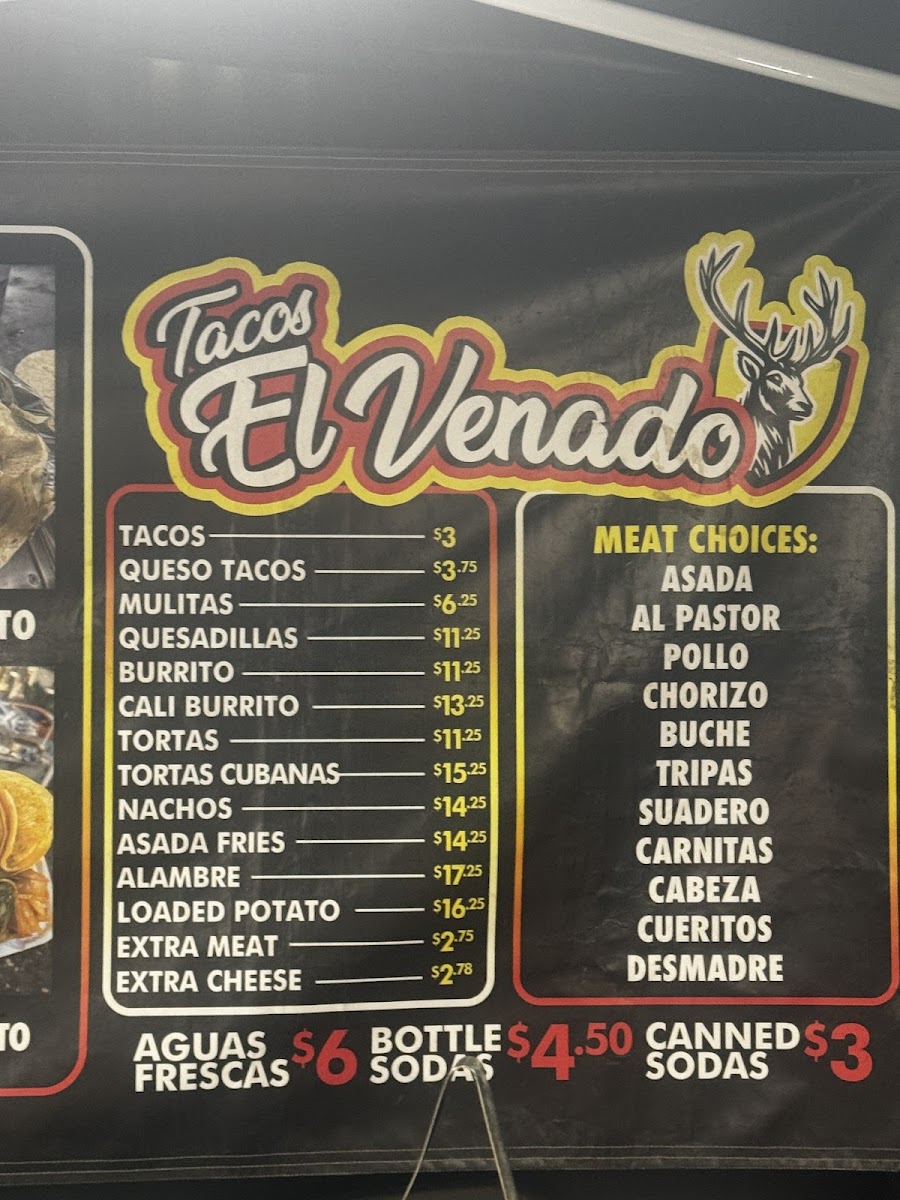 Tacos
El Venado
TACOS $3
QUESO TACOS $3.75
MULITAS $6.25
QUESADILLAS $11.25
BURRITO $11.25
CALI BURRITO $13.25
TORTAS $11.25
TORTAS CUBANAS $15.25
NACHOS $14.25
ASADA FRIES $14.25
ALAMBRE $17.25
LOADED POTATO $16.25
EXTRA MEAT $2.75
EXTRA CHEESE $2.78
MEAT CHOICES:
ASADA
AL PASTOR
POLLO
CHORIZO
BUCHE
TRIPAS
SUADERO
CARNITAS
CABEZA
CUERITOS
DESMADRE
AGUAS
FRESCAS
$6
BOTTLE
SODAS
$4.50
CANNED
SODAS
$3
TO
TO